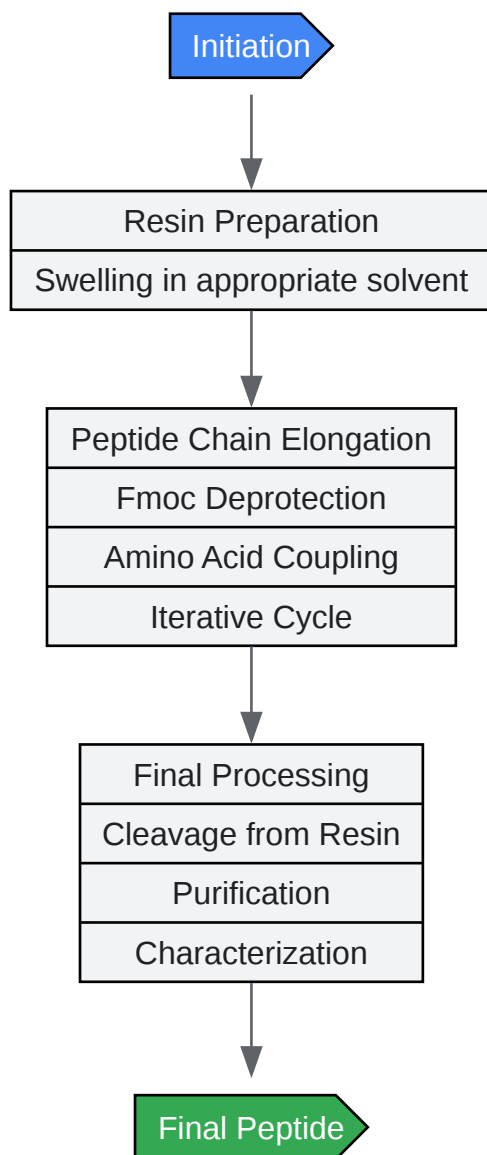 Initiation
Resin Preparation
Swelling in appropriate solvent
Peptide Chain Elongation
Fmoc Deprotection
Amino Acid Coupling
Iterative Cycle
Final Processing
Cleavage from Resin
Purification
Characterization
Final Peptide